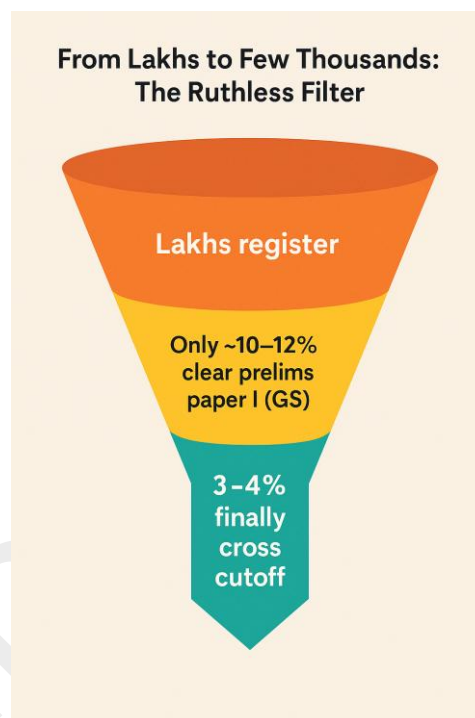 From Lakhs to Few Thousands:
The Ruthless Filter
Lakhs register
Only ~10–12%
clear prelims
paper I (GS)
3–4%
finally
cross
cutoff